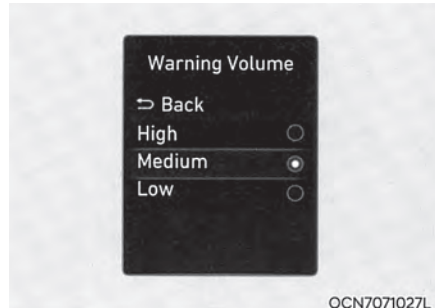 Warning Volume
⮌ Back
High
Medium
Low
OCN7071027L